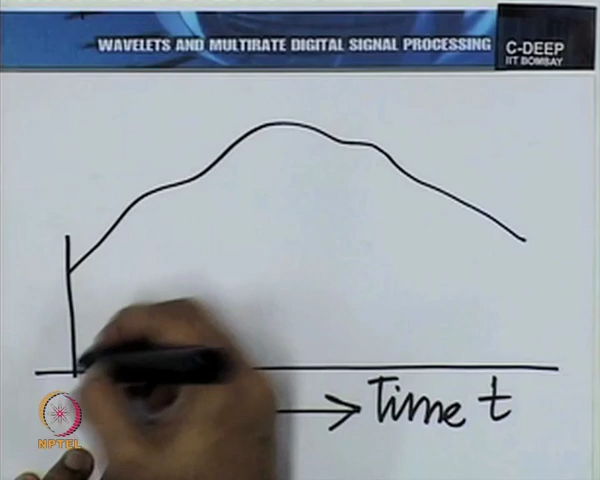 WAVELETS AND MULTIRATE DIGITAL SIGNAL PROCESSING
C-DEEP
IIT BOMBAY
Time t
NPTEL